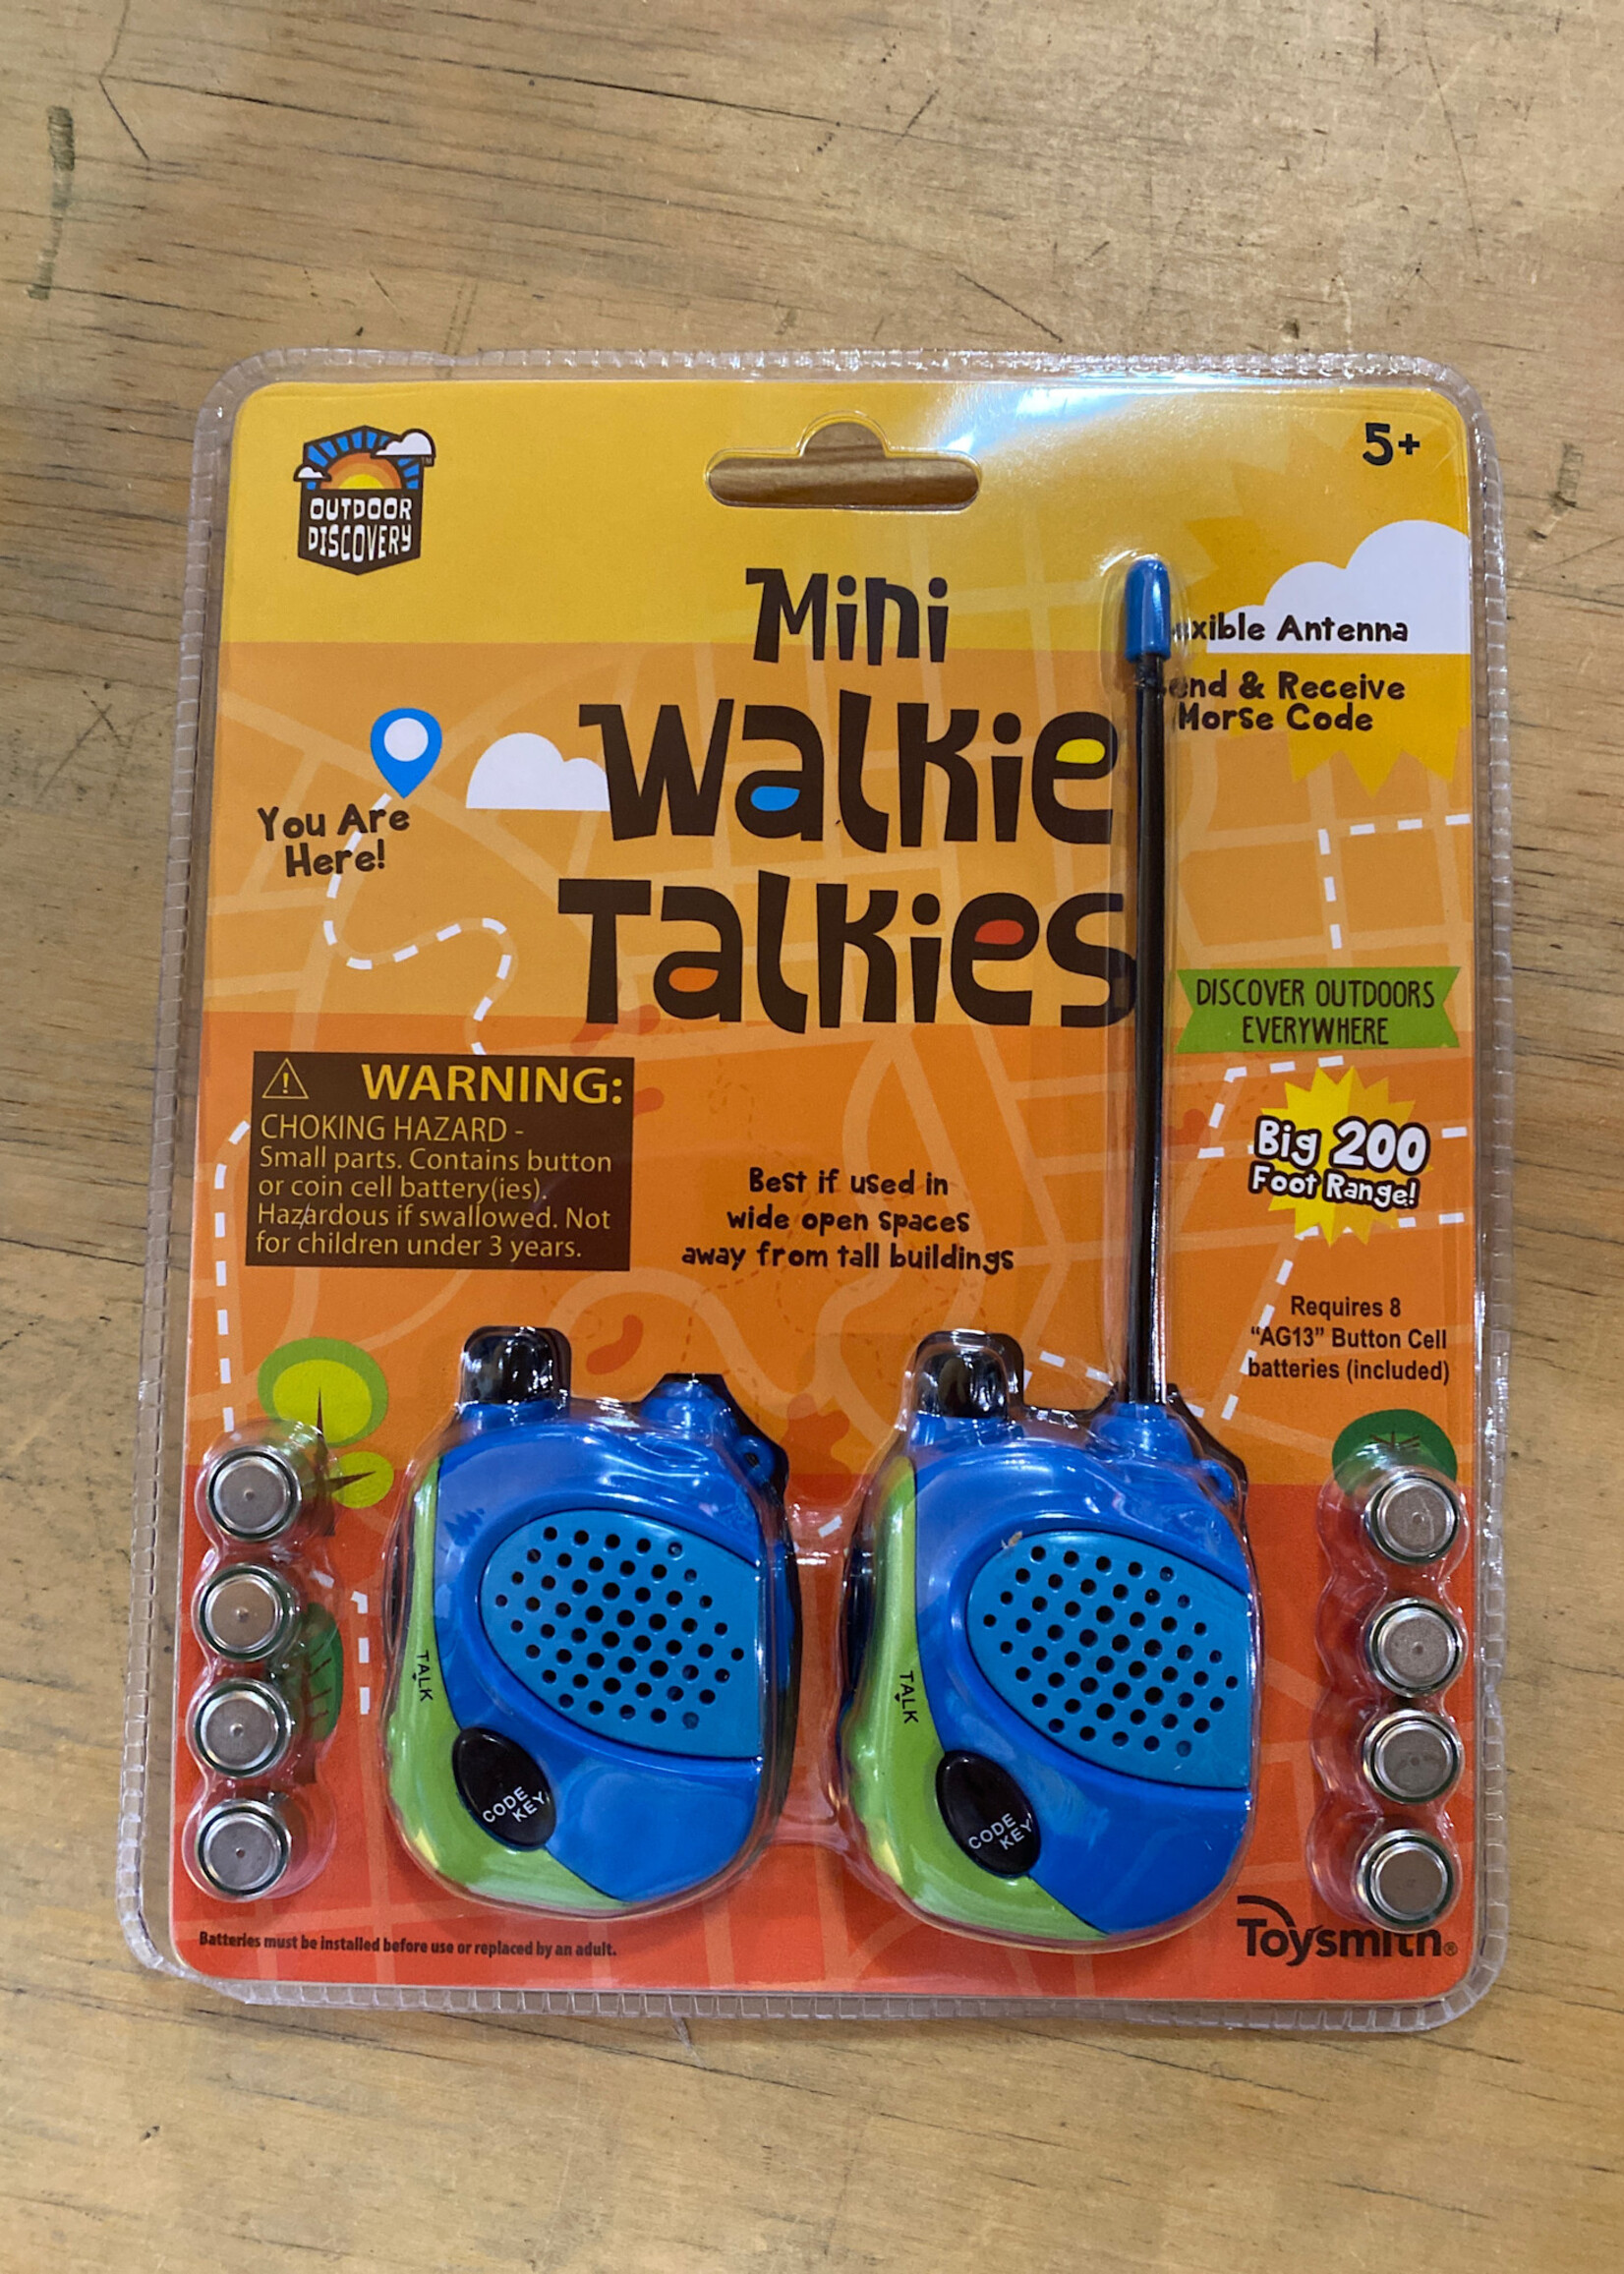 OUTDOOR
DISCOVERY
TM
5+
Mini
Walkie
Talkies
Antenna
& Receive
Morse Code
You Are
Here!
DISCOVER OUTDOORS
EVERYWHERE
WARNING:
CHOKING HAZARD -
Small parts. Contains button
or coin cell battery(ies).
Hazardous if swallowed. Not
for children under 3 years.
Best if used in
wide open spaces
away from tall buildings
Big 200
Foot Range!
Requires 8
"AG13" Button Cell
batteries (included)
TALK
CODE
KEY
TALK
CODE
KEY
Batteries must be installed before use or replaced by an adult.
Toysmith®